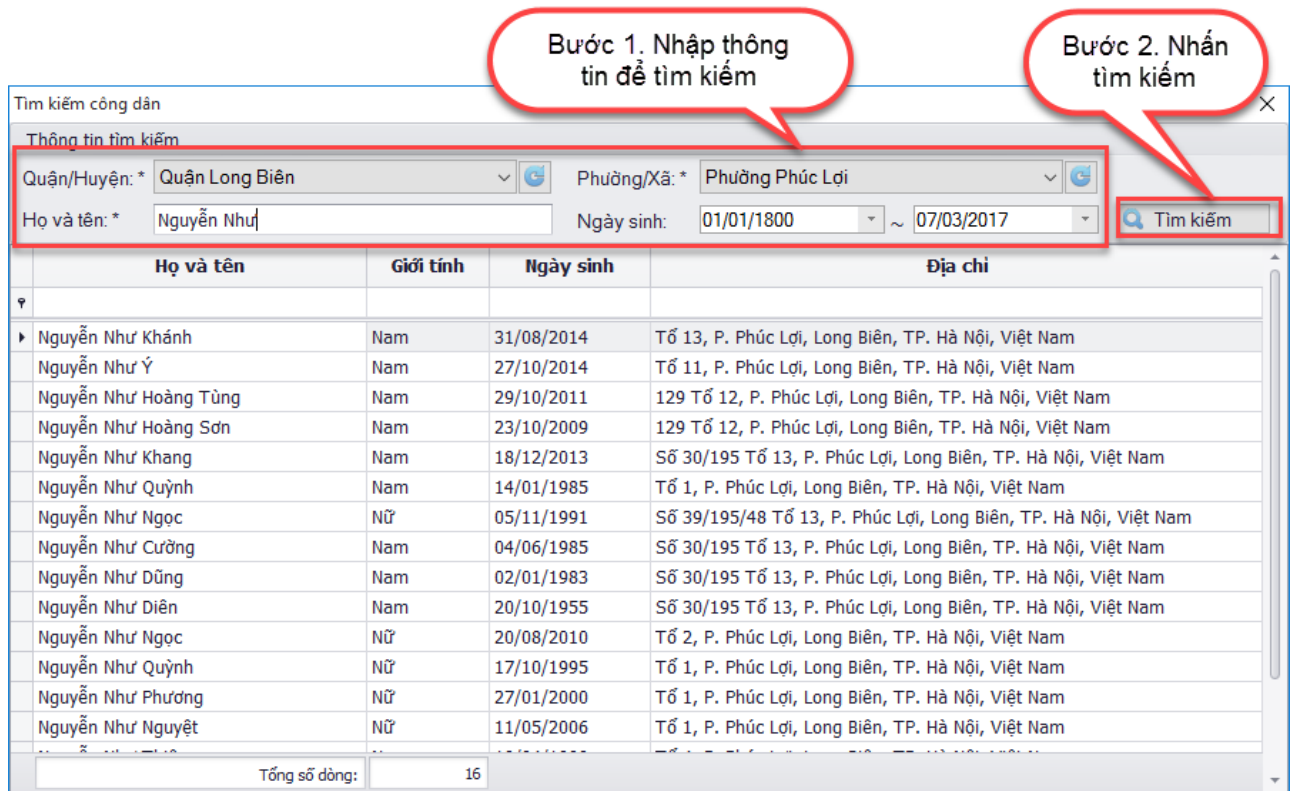 Bước 1. Nhập thông
tin để tìm kiếm
Bước 2. Nhấn
tìm kiếm
Tìm kiếm công dân
Thông tin tìm kiếm
Quận/Huyện: * Quận Long Biên Phường/Xã: * Phường Phúc Lợi
Họ và tên: * Nguyễn Như Ngày sinh: 01/01/1800 ~ 07/03/2017 Tìm kiếm
Họ và tên Giới tính Ngày sinh Địa chỉ
Nguyễn Như Khánh Nam 31/08/2014 Tổ 13, P. Phúc Lợi, Long Biên, TP. Hà Nội, Việt Nam
Nguyễn Như Ý Nam 27/10/2014 Tổ 11, P. Phúc Lợi, Long Biên, TP. Hà Nội, Việt Nam
Nguyễn Như Hoàng Tùng Nam 29/10/2011 129 Tổ 12, P. Phúc Lợi, Long Biên, TP. Hà Nội, Việt Nam
Nguyễn Như Hoàng Sơn Nam 23/10/2009 129 Tổ 12, P. Phúc Lợi, Long Biên, TP. Hà Nội, Việt Nam
Nguyễn Như Khang Nam 18/12/2013 Số 30/195 Tổ 13, P. Phúc Lợi, Long Biên, TP. Hà Nội, Việt Nam
Nguyễn Như Quỳnh Nam 14/01/1985 Tổ 1, P. Phúc Lợi, Long Biên, TP. Hà Nội, Việt Nam
Nguyễn Như Ngọc Nữ 05/11/1991 Số 39/195/48 Tổ 13, P. Phúc Lợi, Long Biên, TP. Hà Nội, Việt Nam
Nguyễn Như Cường Nam 04/06/1985 Số 30/195 Tổ 13, P. Phúc Lợi, Long Biên, TP. Hà Nội, Việt Nam
Nguyễn Như Dũng Nam 02/01/1983 Số 30/195 Tổ 13, P. Phúc Lợi, Long Biên, TP. Hà Nội, Việt Nam
Nguyễn Như Diên Nam 20/10/1955 Số 30/195 Tổ 13, P. Phúc Lợi, Long Biên, TP. Hà Nội, Việt Nam
Nguyễn Như Ngọc Nữ 20/08/2010 Tổ 2, P. Phúc Lợi, Long Biên, TP. Hà Nội, Việt Nam
Nguyễn Như Quỳnh Nữ 17/10/1995 Tổ 1, P. Phúc Lợi, Long Biên, TP. Hà Nội, Việt Nam
Nguyễn Như Phương Nữ 27/01/2000 Tổ 1, P. Phúc Lợi, Long Biên, TP. Hà Nội, Việt Nam
Nguyễn Như Nguyệt Nữ 11/05/2006 Tổ 1, P. Phúc Lợi, Long Biên, TP. Hà Nội, Việt Nam
Tổng số dòng: 16